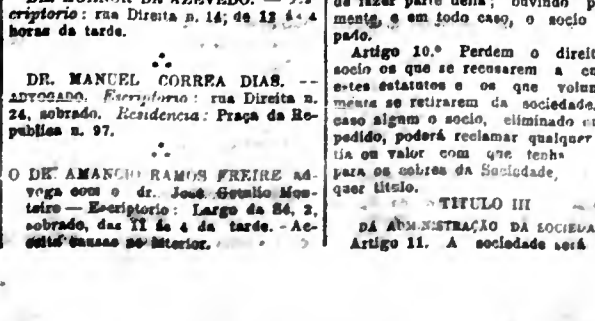 criptorio: rua Direita n. 14; de 12 ás 4
horas da tarde.
DR. MANUEL CORREA DIAS. --
ADVOGADO. Escriptorio: rua Direita n.
24, sobrado. Residencia: Praça da Re-
publica n. 97.
O DR. AMANCIO RAMOS FREIRE ad-
voga com o dr. José Getulio Mon-
teiro — Escriptorio: Largo da Sé, 2,
sobrado, das 11 ás 4 da tarde. - Ac-
ceita causas no interior.
de fazer parte della; ouvindo
mente, e em todo caso, o socio
pado.
Artigo 10.º Perdem o direit
socio os que se recusarem a cu
estes estatutos e os que volun
mente se retirarem da sociedade,
caso algum o socio, eliminado
pedido, poderá reclamar qualquer
tia ou valor com que tenha
para os cofres da Sociedade,
quer titulo.
TITULO III
DA ADMINISTRAÇÃO DA SOCIEDA
Artigo 11. A sociedade será